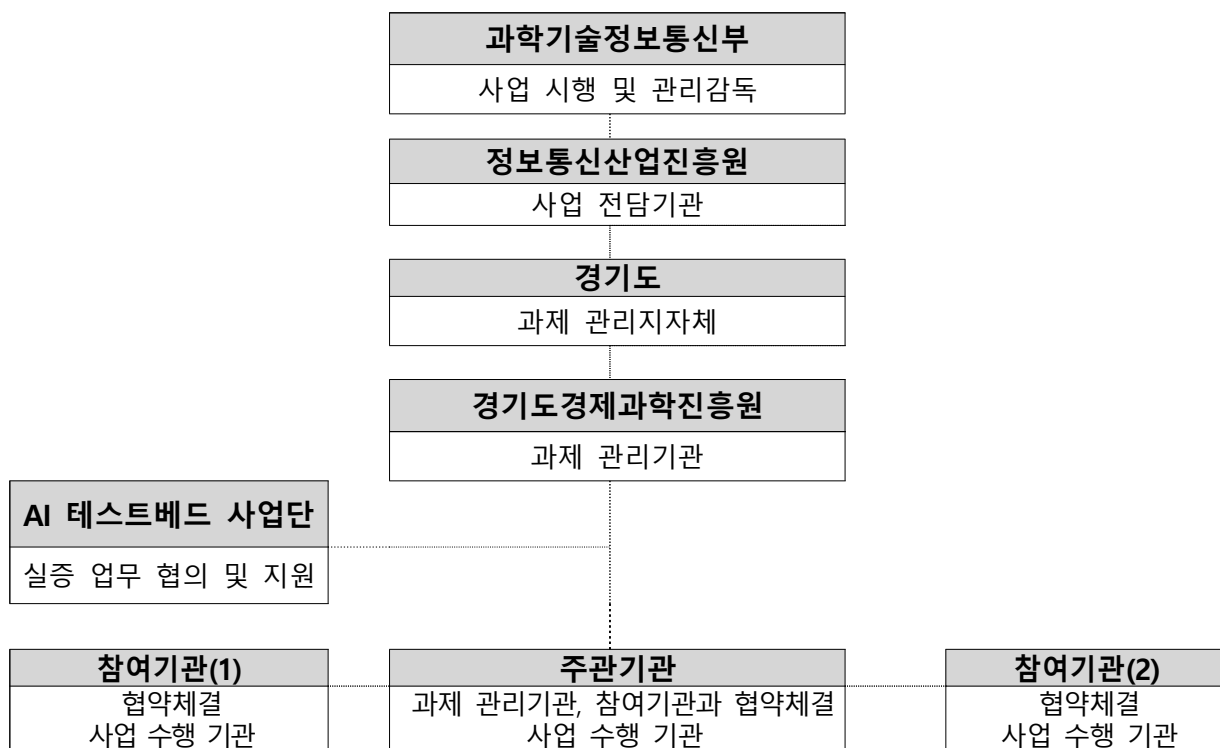 과학기술정보통신부
사업 시행 및 관리감독
정보통신산업진흥원
사업 전담기관
경기도
과제 관리지자체
경기도경제과학진흥원
과제 관리기관
AI 테스트베드 사업단
실증 업무 협의 및 지원
참여기관(1)
협약체결
사업 수행 기관
주관기관
과제 관리기관, 참여기관과 협약체결
사업 수행 기관
참여기관(2)
협약체결
사업 수행 기관